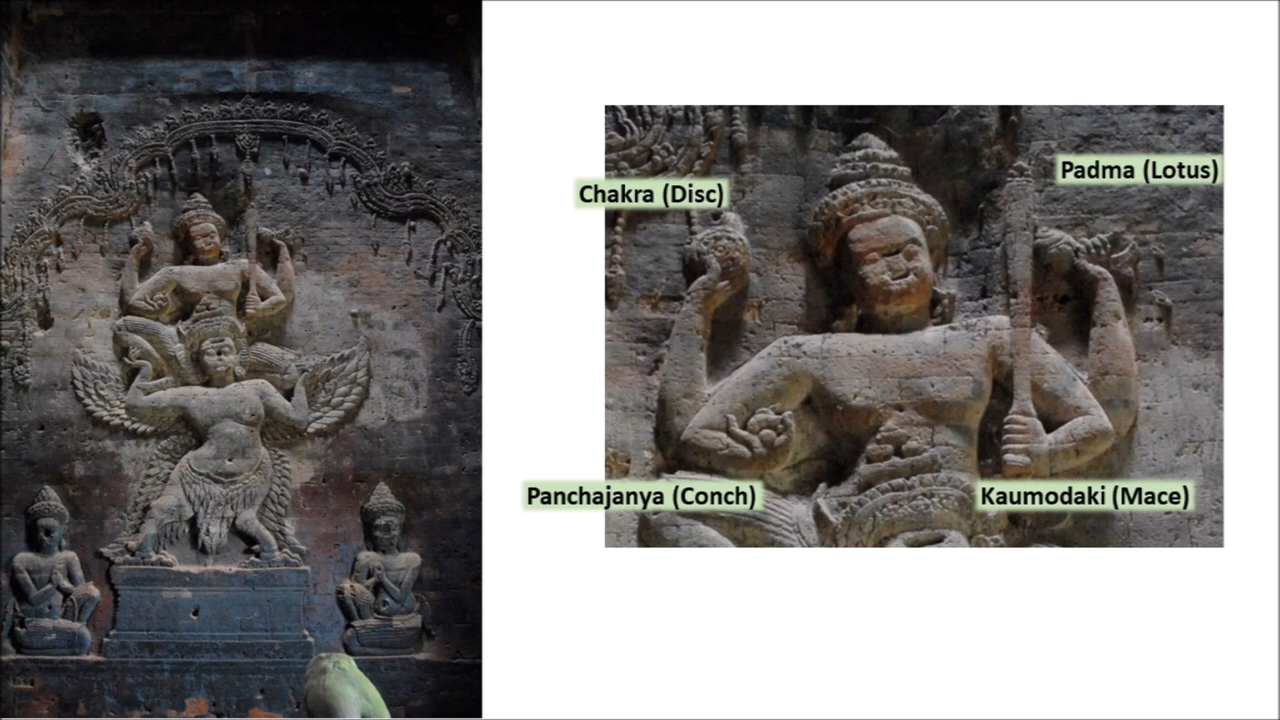 Chakra (Disc)
Padma (Lotus)
Panchajanya (Conch)
Kaumodaki (Mace)